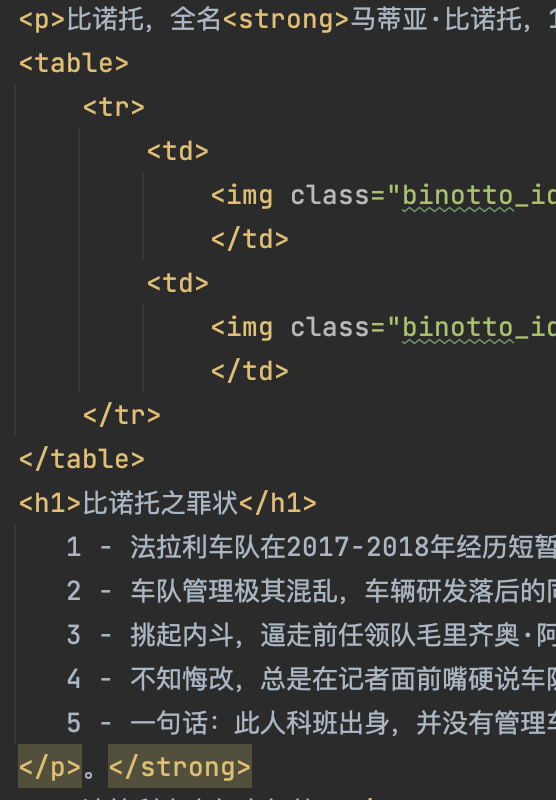 <p>比诺托，全名<strong>马蒂亚·比诺托，1
<table>
<tr>
<td>
<img class="binotto_id
</td>
<td>
<img class="binotto_id
</td>
</tr>
</table>
<h1>比诺托之罪状</h1>
1 - 法拉利车队在2017-2018年经历短暂
2 - 车队管理极其混乱，车辆研发落后的同
3 - 挑起内斗，逼走前任领队毛里齐奥·阿
4 - 不知悔改，总是在记者面前嘴硬说车队
5 - 一句话：此人科班出身，并没有管理车
</p>。</strong>